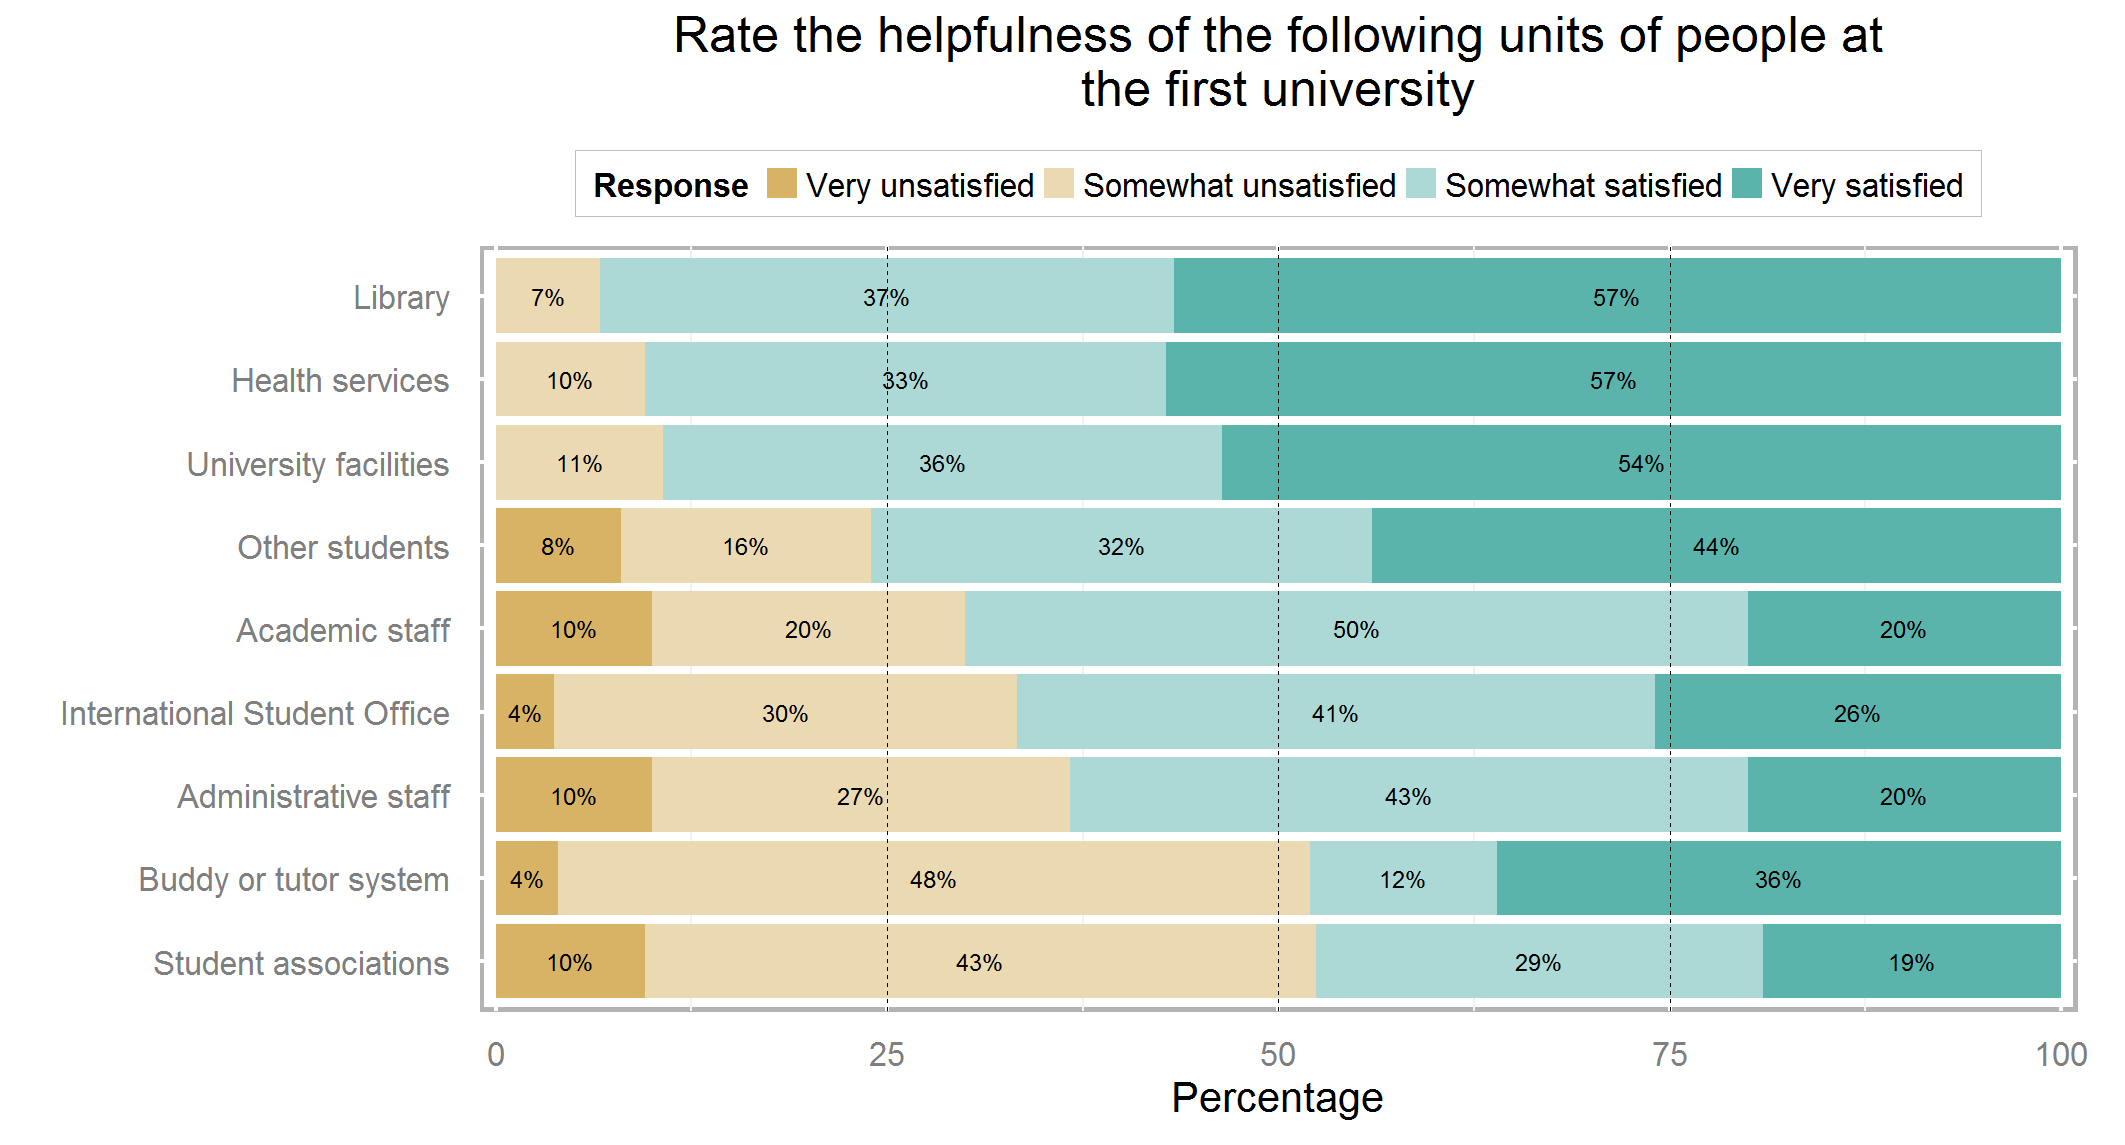 Rate the helpfulness of the following units of people at
the first university
Response Very unsatisfied Somewhat unsatisfied Somewhat satisfied Very satisfied
Library 7% 37% 57%
Health services 10% 33% 57%
University facilities 11% 36% 54%
Other students 8% 16% 32% 44%
Academic staff 10% 20% 50% 20%
International Student Office 4% 30% 41% 26%
Administrative staff 10% 27% 43% 20%
Buddy or tutor system 4% 48% 12% 36%
Student associations 10% 43% 29% 19%
0 25 50 75 100
Percentage